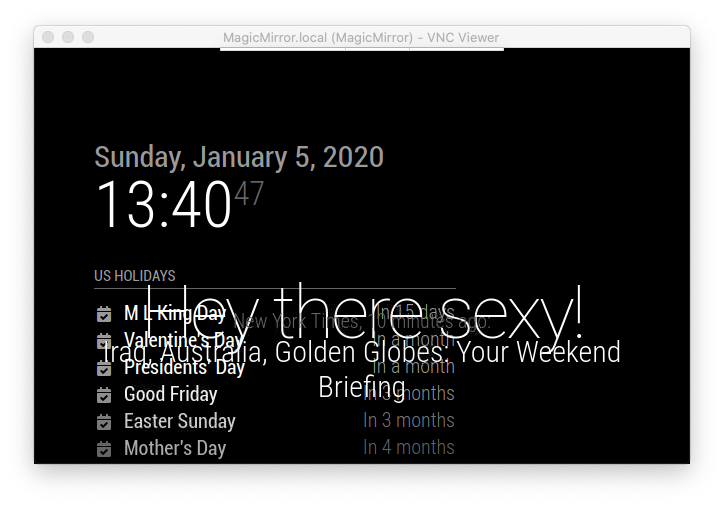 MagicMirror.local (MagicMirror) - VNC Viewer
Sunday, January 5, 2020
13:40 47
US HOLIDAYS
Hey there sexy!
M L King Day In 15 days
New York Times, 10 minutes ago:
Valentine's Day In a month
Iraq, Australia, Golden Globes: Your Weekend
Presidents' Day In a month
Briefing
Good Friday In 3 months
Easter Sunday In 3 months
Mother's Day In 4 months